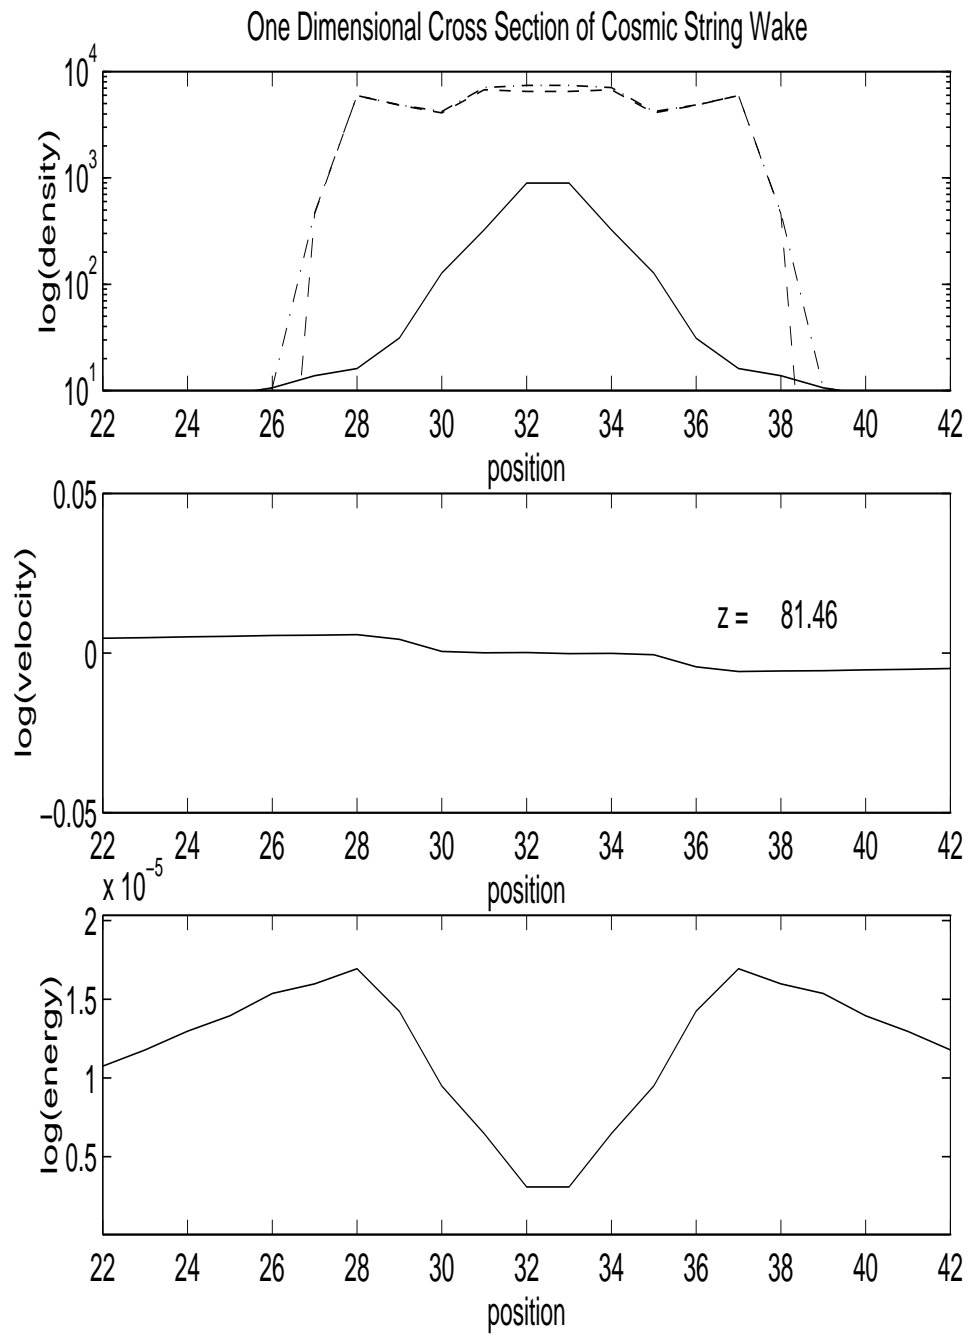 One Dimensional Cross Section of Cosmic String Wake
log(density)
10^4
10^3
10^2
10^1
22 24 26 28 30 32 34 36 38 40 42
position
log(velocity)
0.05
0
−0.05
z = 81.46
22 24 26 28 30 32 34 36 38 40 42
position
x 10^−5
log(energy)
2
1.5
1
0.5
22 24 26 28 30 32 34 36 38 40 42
position